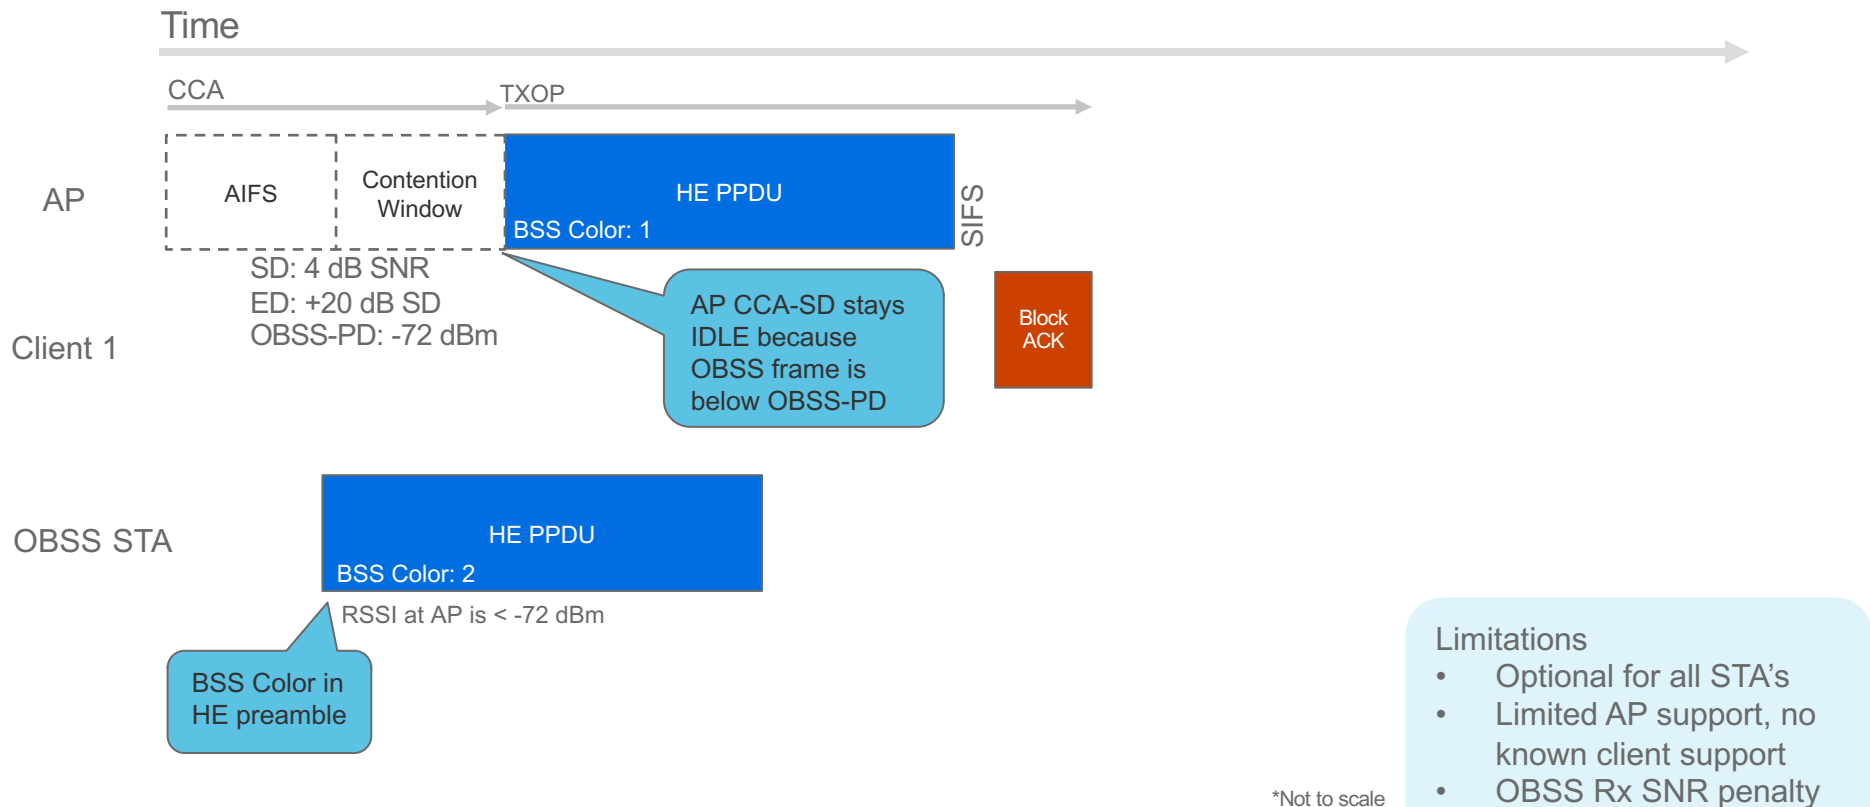 Time
CCA
TXOP
AP
AIFS
Contention
Window
HE PPDU
BSS Color: 1
SIFS
SD: 4 dB SNR
ED: +20 dB SD
OBSS-PD: -72 dBm
AP CCA-SD stays
IDLE because
OBSS frame is
below OBSS-PD
Client 1
Block
ACK
OBSS STA
HE PPDU
BSS Color: 2
RSSI at AP is < -72 dBm
BSS Color in
HE preamble
Limitations
• Optional for all STA’s
• Limited AP support, no
known client support
• OBSS Rx SNR penalty
*Not to scale